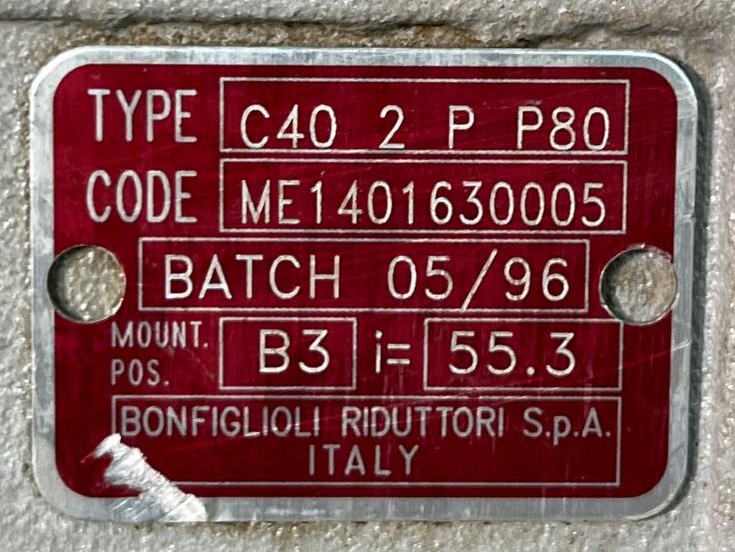 TYPE C40 2 P P80
CODE ME1401630005
BATCH 05/96
MOUNT. POS. B3 i= 55.3
BONFIGLIOLI RIDUTTORI S.p.A.
ITALY